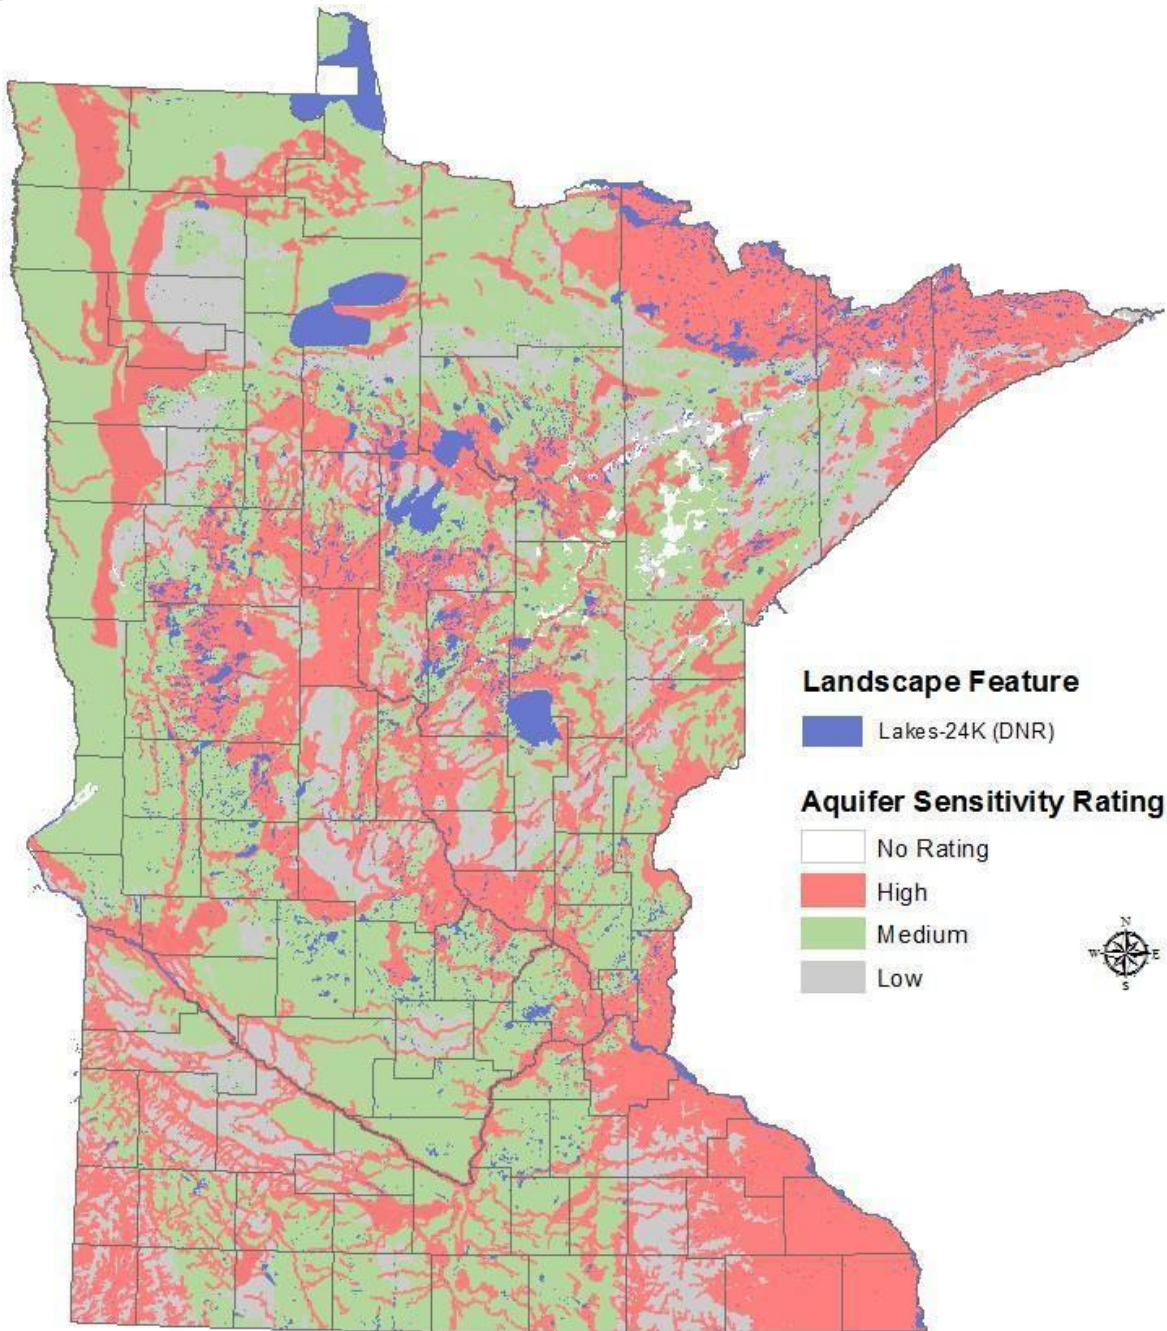 Landscape Feature
Lakes-24K (DNR)
Aquifer Sensitivity Rating
No Rating
High
Medium
Low
N
W E
S